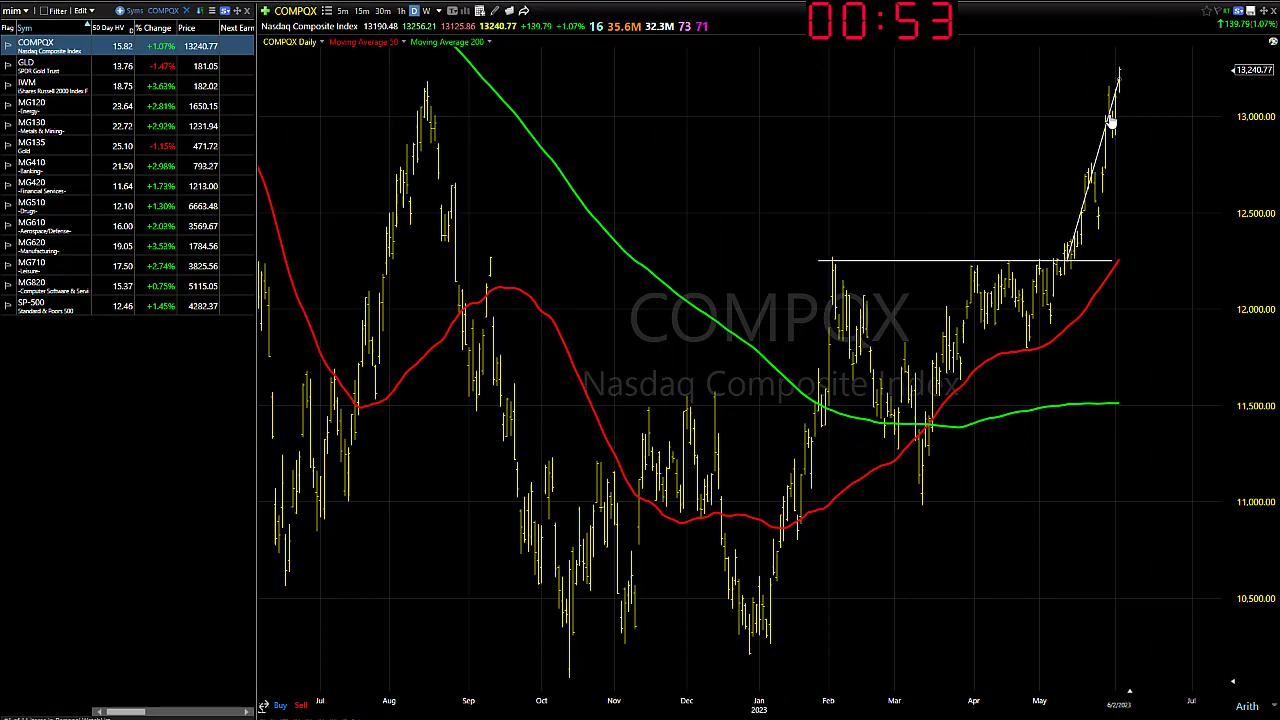 mim Filter Edit Syms COMPQX
Flag Sym 50 Day HV % Change Price Next Earn
COMPQX 15.82 +1.07% 13240.77
Nasdaq Composite Index
GLD 13.76 -1.47% 181.05
SPDR Gold Trust
IWM 18.75 +3.63% 182.02
iShares Russell 2000 Index F
MG120 23.64 +2.81% 1650.15
-Energy-
MG130 22.72 +2.92% 1231.94
-Metals & Mining-
MG135 25.10 -1.15% 471.72
Gold
MG410 21.50 +2.98% 793.27
-Banking-
MG420 11.64 +1.73% 1213.00
-Financial Services-
MG510 12.10 +1.30% 6663.48
-Drugs-
MG610 16.00 +2.03% 3569.67
-Aerospace/Defense-
MG620 19.05 +3.53% 1784.56
-Manufacturing-
MG710 17.50 +2.74% 3825.56
-Leisure-
MG820 15.37 +0.75% 5115.05
-Computer Software & Servi
SP-500 12.46 +1.45% 4282.37
Standard & Poors 500
COMPQX 5m 15m 30m 1h D W
Nasdaq Composite Index 13190.48 13256.21 13125.86 13240.77 +139.79 +1.07% 16 35.6M 32.3M 73 71
00:53
139.79(1.07%)
COMPQX Daily Moving Average 50 Moving Average 200
13,240.77
13,000.00
12,500.00
12,000.00
11,500.00
11,000.00
10,500.00
COMPQX
Nasdaq Composite Index
Jul Aug Sep Oct Nov Dec Jan Feb Mar Apr May 6/2/2023 Jul
2023
Buy Sell
Arith